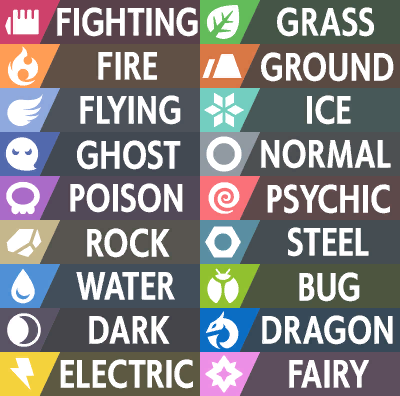 FIGHTING
GRASS
FIRE
GROUND
FLYING
ICE
GHOST
NORMAL
POISON
PSYCHIC
ROCK
STEEL
WATER
BUG
DARK
DRAGON
ELECTRIC
FAIRY